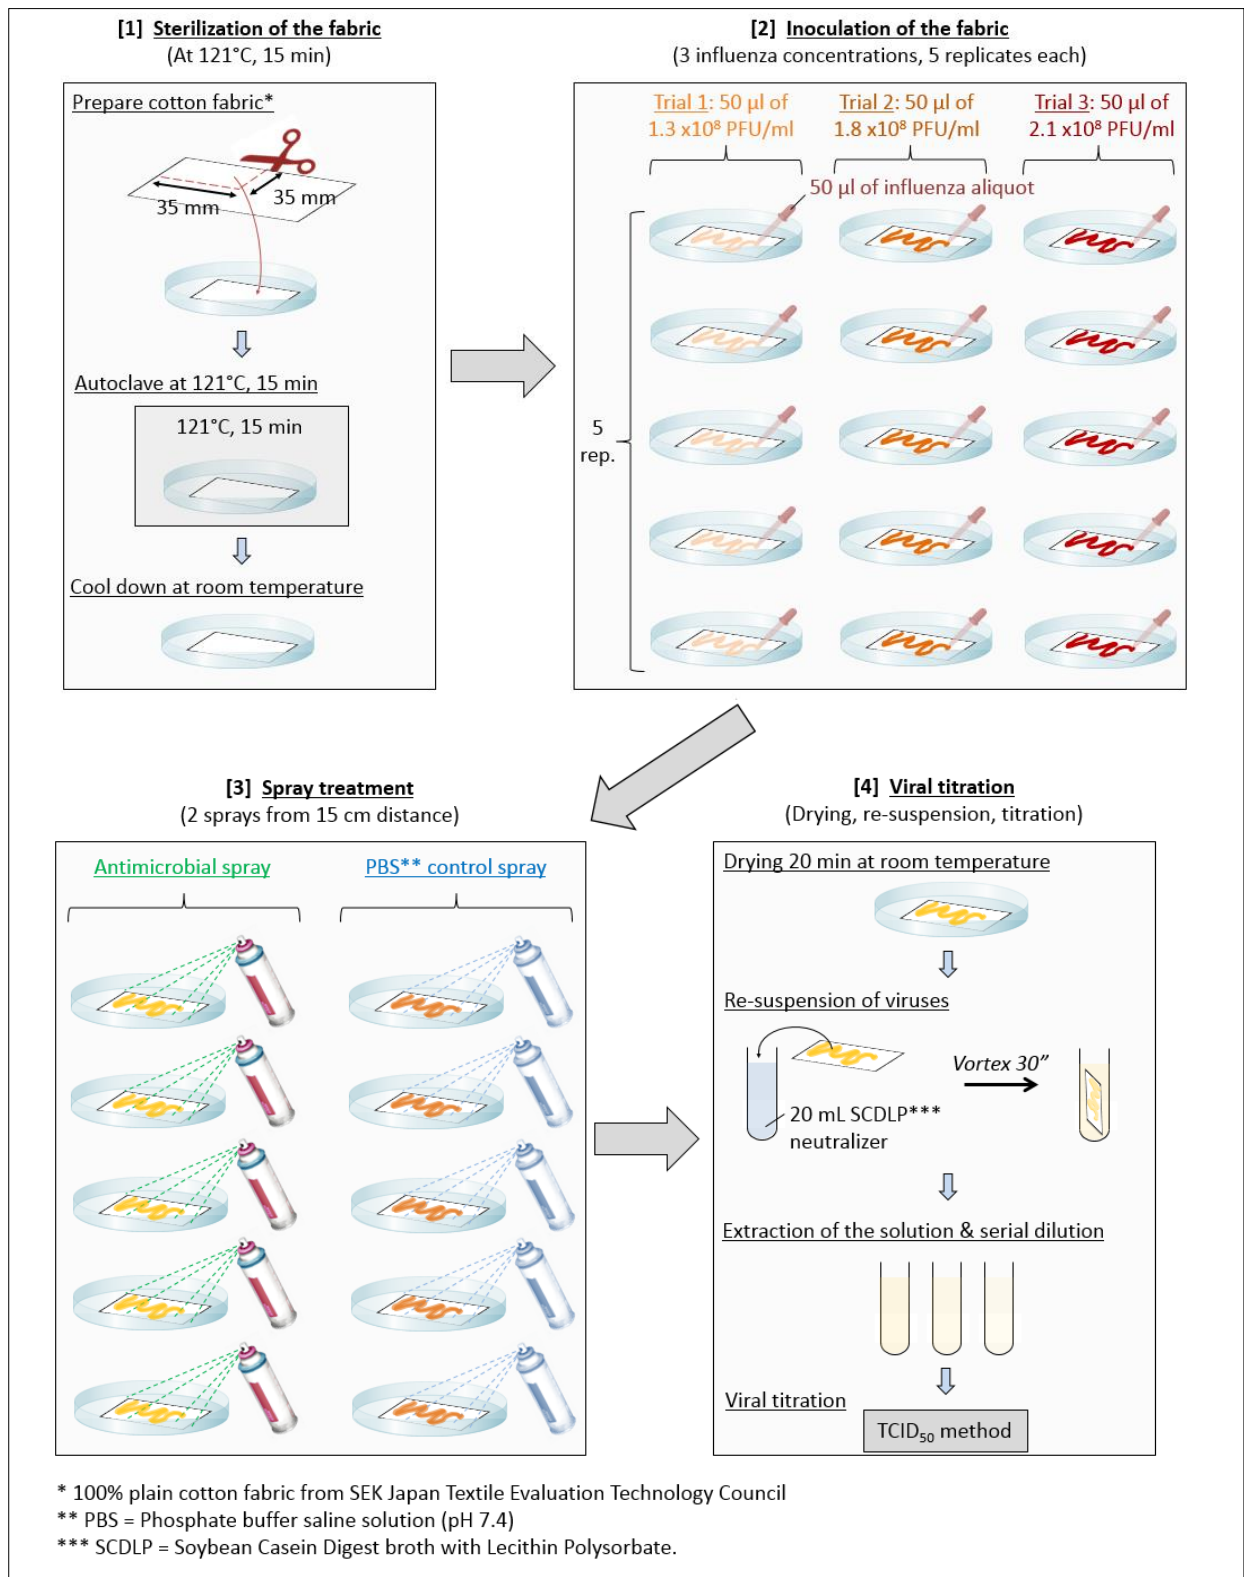 [1] Sterilization of the fabric
(At 121°C, 15 min)
Prepare cotton fabric*
35 mm
35 mm
Autoclave at 121°C, 15 min
121°C, 15 min
Cool down at room temperature
[2] Inoculation of the fabric
(3 influenza concentrations, 5 replicates each)
Trial 1: 50 µl of
1.3 x10⁸ PFU/ml
Trial 2: 50 µl of
1.8 x10⁸ PFU/ml
Trial 3: 50 µl of
2.1 x10⁸ PFU/ml
50 µl of influenza aliquot
5
rep.
[3] Spray treatment
(2 sprays from 15 cm distance)
Antimicrobial spray
PBS** control spray
[4] Viral titration
(Drying, re-suspension, titration)
Drying 20 min at room temperature
Re-suspension of viruses
Vortex 30”
20 mL SCDLP***
neutralizer
Extraction of the solution & serial dilution
Viral titration
TCID₅₀ method
* 100% plain cotton fabric from SEK Japan Textile Evaluation Technology Council
** PBS = Phosphate buffer saline solution (pH 7.4)
*** SCDLP = Soybean Casein Digest broth with Lecithin Polysorbate.